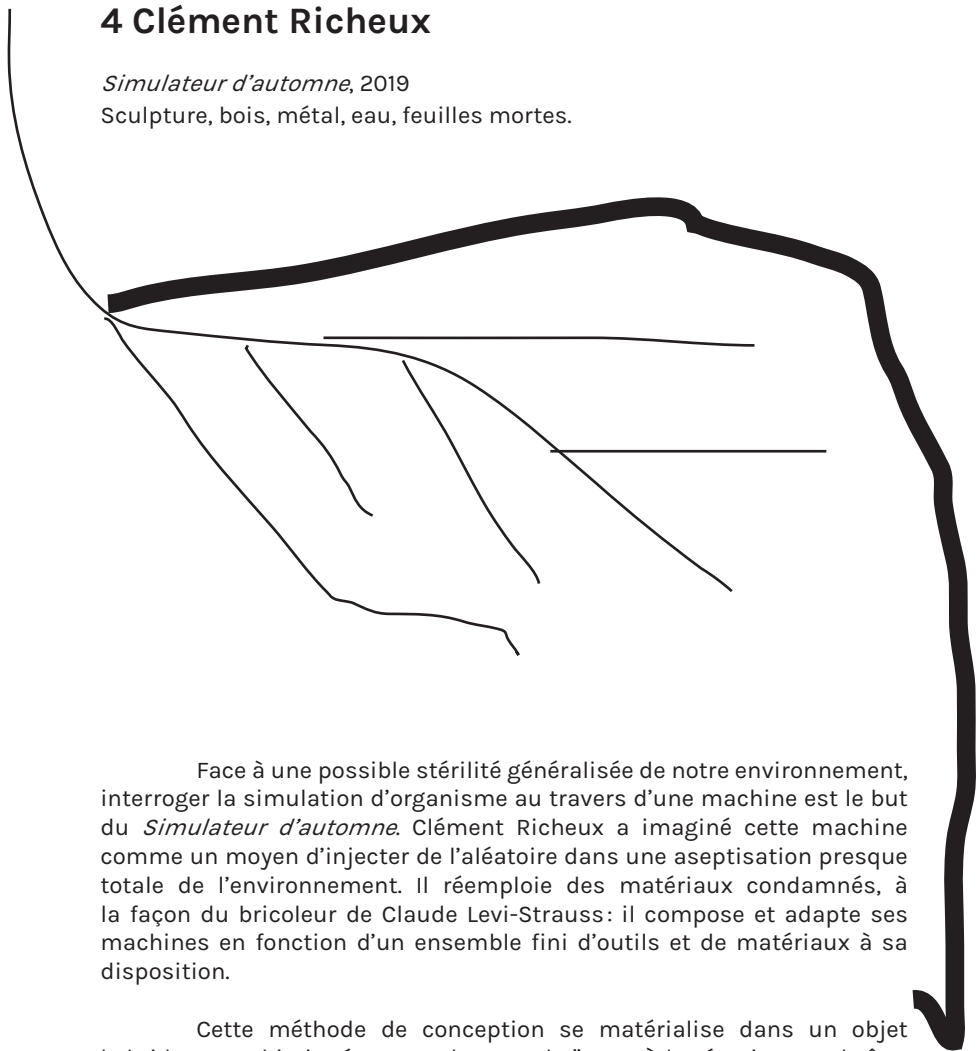 4 Clément Richeux
Simulateur d’automne, 2019
Sculpture, bois, métal, eau, feuilles mortes.
Face à une possible stérilité généralisée de notre environnement,
interroger la simulation d’organisme au travers d’une machine est le but
du Simulateur d’automne. Clément Richeux a imaginé cette machine
comme un moyen d’injecter de l’aléatoire dans une aseptisation presque
totale de l’environnement. Il réemploie des matériaux condamnés, à
la façon du bricoleur de Claude Levi-Strauss : il compose et adapte ses
machines en fonction d’un ensemble fini d’outils et de matériaux à sa
disposition.
Cette méthode de conception se matérialise dans un objet